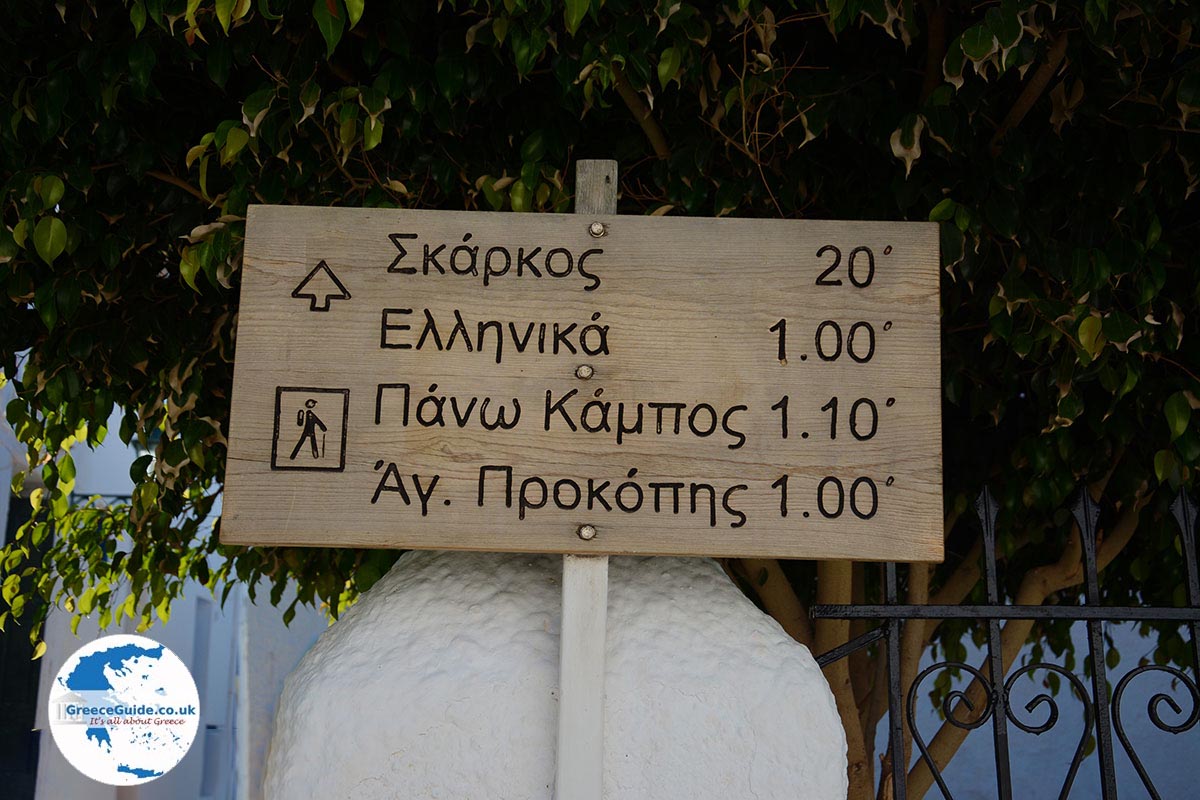 Σκάρκος 20'
Ελληνικά 1.00'
Πάνω Κάμπος 1.10'
Άγ. Προκόπης 1.00'
GreeceGuide.co.uk
It's all about Greece